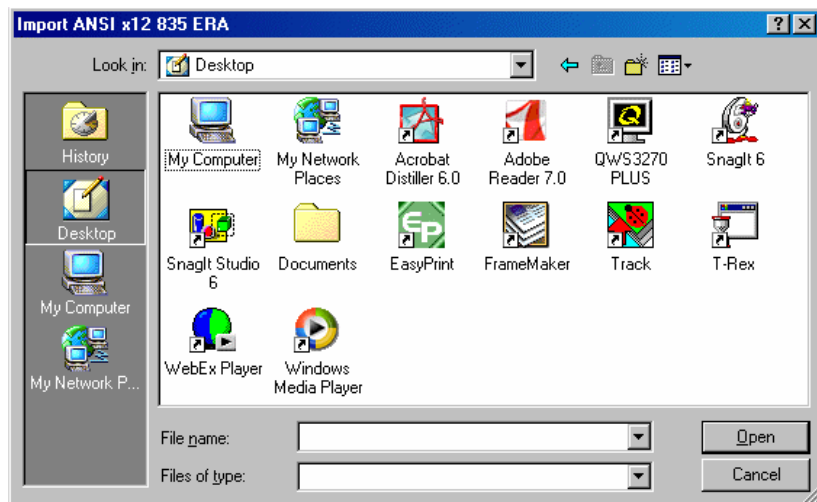 Import ANSI x12 835 ERA
Look in: Desktop
History
Desktop
My Computer
My Network P...
My Computer
My Network Places
Acrobat Distiller 6.0
Adobe Reader 7.0
QWS3270 PLUS
SnagIt 6
SnagIt Studio 6
Documents
EasyPrint
FrameMaker
Track
T-Rex
WebEx Player
Windows Media Player
File name:
Open
Files of type:
Cancel